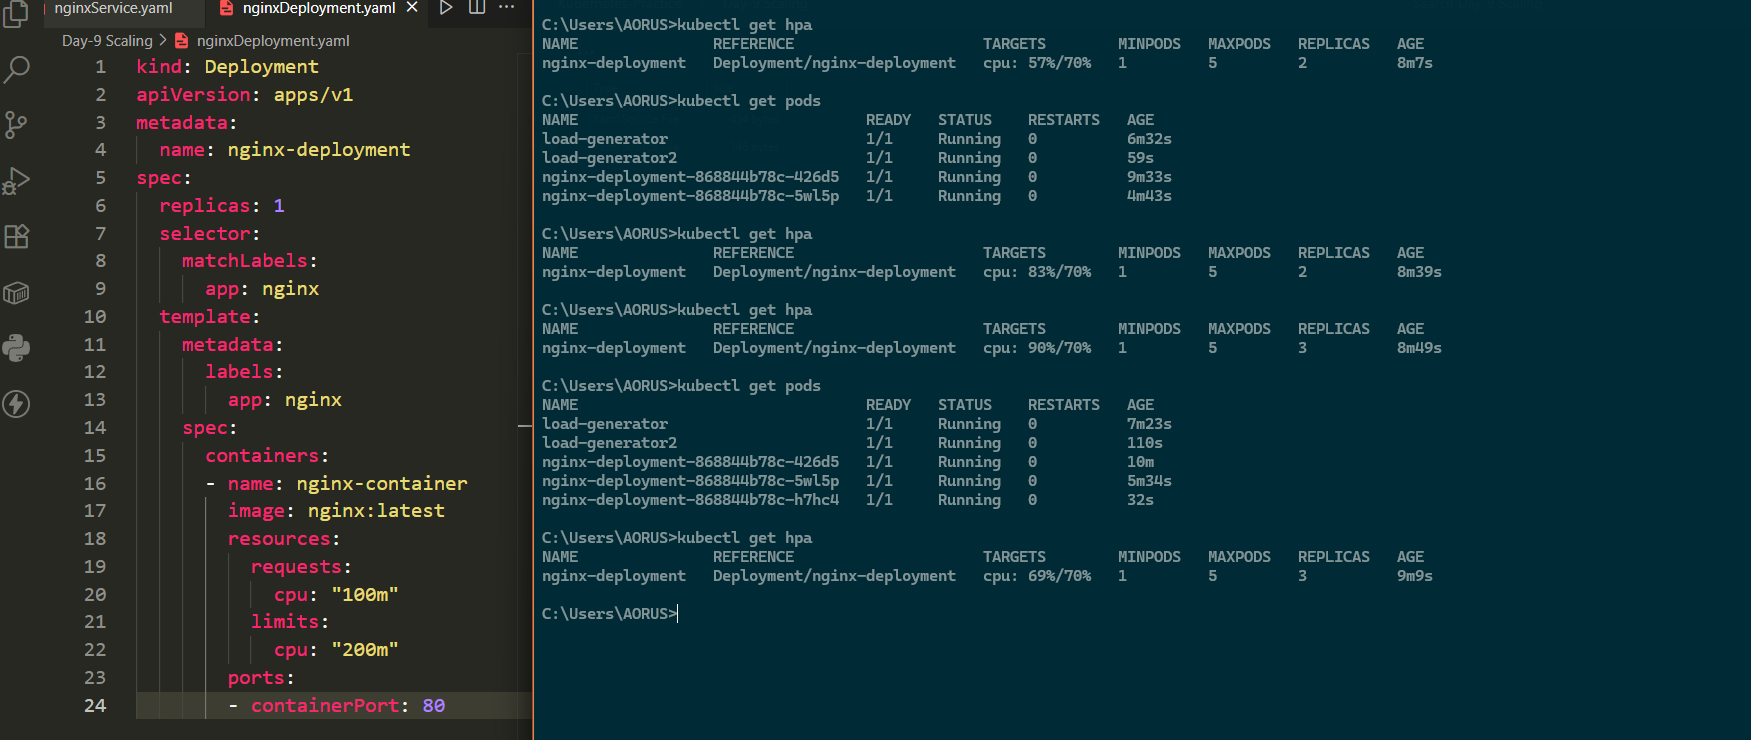 nginxService.yaml
nginxDeployment.yaml ×
Day-9 Scaling > nginxDeployment.yaml
1 kind: Deployment
2 apiVersion: apps/v1
3 metadata:
4 name: nginx-deployment
5 spec:
6 replicas: 1
7 selector:
8 matchLabels:
9 app: nginx
10 template:
11 metadata:
12 labels:
13 app: nginx
14 spec:
15 containers:
16 - name: nginx-container
17 image: nginx:latest
18 resources:
19 requests:
20 cpu: "100m"
21 limits:
22 cpu: "200m"
23 ports:
24 - containerPort: 80
C:\Users\AORUS>kubectl get hpa
NAME REFERENCE TARGETS MINPODS MAXPODS REPLICAS AGE
nginx-deployment Deployment/nginx-deployment cpu: 57%/70% 1 5 2 8m7s
C:\Users\AORUS>kubectl get pods
NAME READY STATUS RESTARTS AGE
load-generator 1/1 Running 0 6m32s
load-generator2 1/1 Running 0 59s
nginx-deployment-868844b78c-426d5 1/1 Running 0 9m33s
nginx-deployment-868844b78c-5wl5p 1/1 Running 0 4m43s
C:\Users\AORUS>kubectl get hpa
NAME REFERENCE TARGETS MINPODS MAXPODS REPLICAS AGE
nginx-deployment Deployment/nginx-deployment cpu: 83%/70% 1 5 2 8m39s
C:\Users\AORUS>kubectl get hpa
NAME REFERENCE TARGETS MINPODS MAXPODS REPLICAS AGE
nginx-deployment Deployment/nginx-deployment cpu: 90%/70% 1 5 3 8m49s
C:\Users\AORUS>kubectl get pods
NAME READY STATUS RESTARTS AGE
load-generator 1/1 Running 0 7m23s
load-generator2 1/1 Running 0 110s
nginx-deployment-868844b78c-426d5 1/1 Running 0 10m
nginx-deployment-868844b78c-5wl5p 1/1 Running 0 5m34s
nginx-deployment-868844b78c-h7hc4 1/1 Running 0 32s
C:\Users\AORUS>kubectl get hpa
NAME REFERENCE TARGETS MINPODS MAXPODS REPLICAS AGE
nginx-deployment Deployment/nginx-deployment cpu: 69%/70% 1 5 3 9m9s
C:\Users\AORUS>